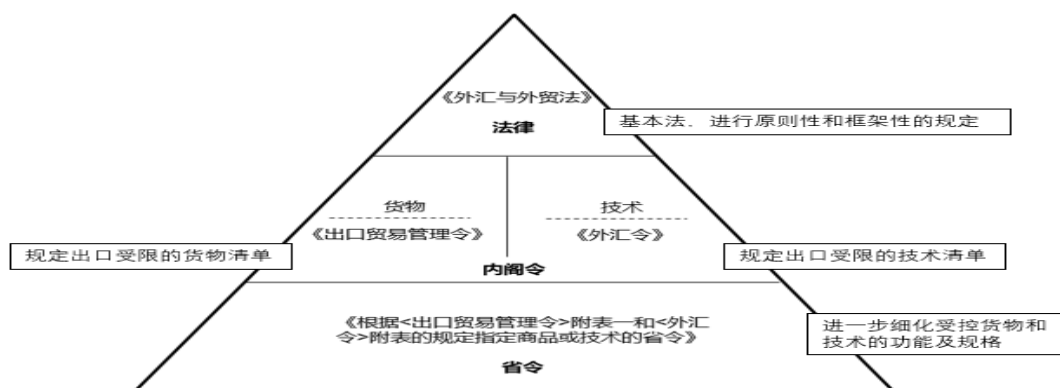 《外汇与外贸法》
法律
基本法，进行原则性和框架性的规定
货物
《出口贸易管理令》
技术
《外汇令》
内阁令
规定出口受限的货物清单
规定出口受限的技术清单
《根据<出口贸易管理令>附表一和<外汇
令>附表的规定指定商品或技术的省令》
省令
进一步细化受控货物和
技术的功能及规格